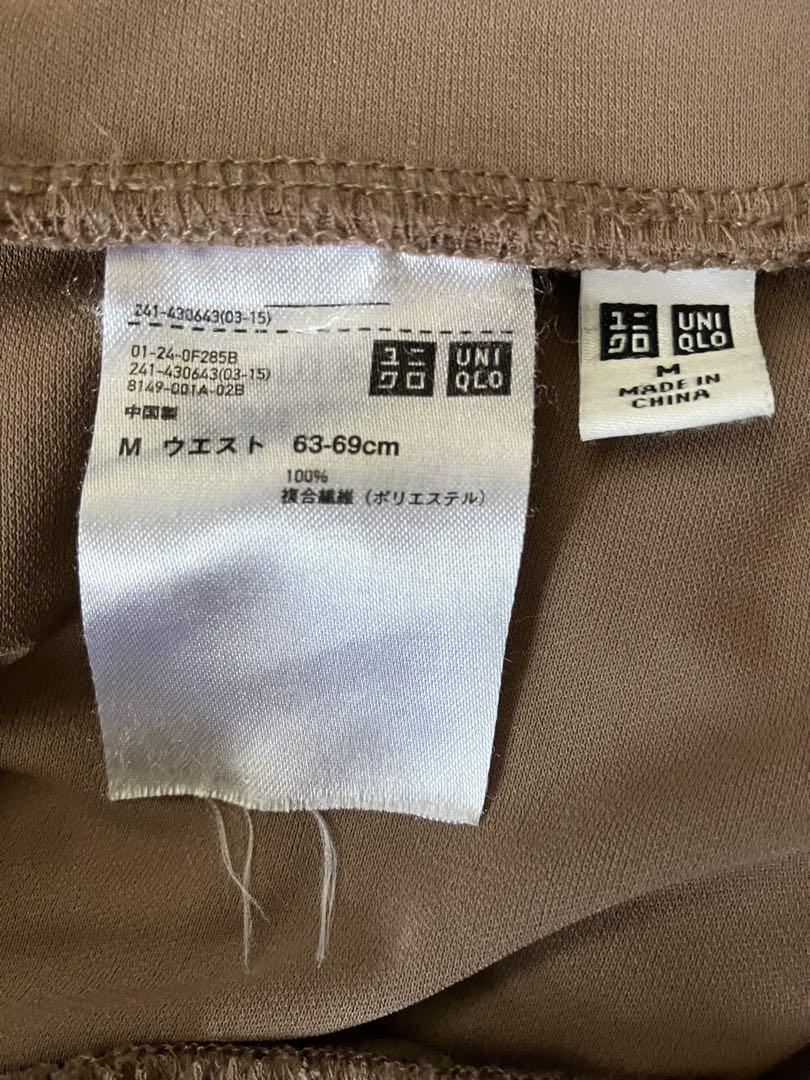 241-430643(03-15)
01-24-0F285B
241-430643(03-15)
8149-001A-02B
中国製
ユニ
クロ
UNI
QLO
M ウエスト 63-69cm
100%
複合繊維(ポリエステル)
ユニ
クロ
UNI
QLO
M
MADE IN
CHINA